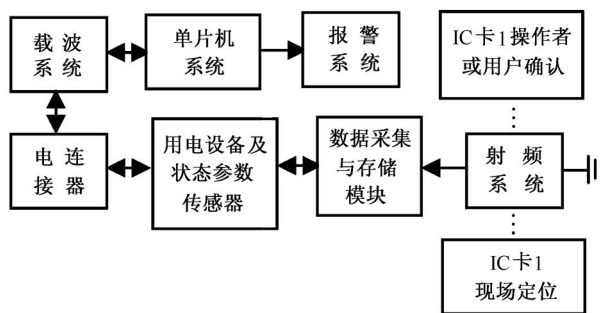 载波
系统
单片机
系统
报警
系统
IC卡1操作者
或用户确认
电连
接器
用电设备及
状态参数
传感器
数据采集
与存储
模块
射频
系统
IC卡1
现场定位